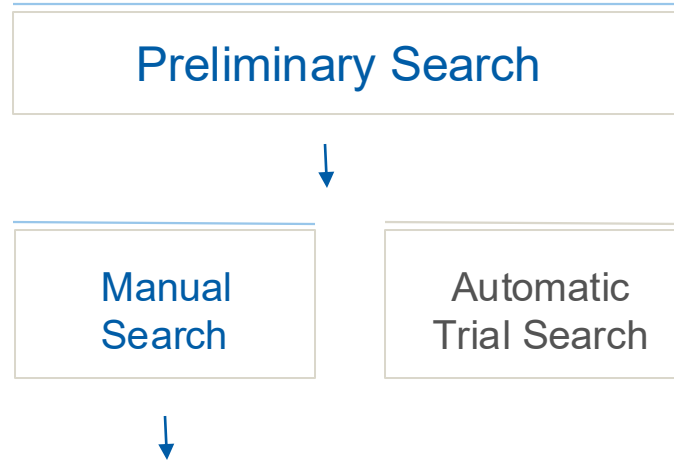 Preliminary Search
Manual
Search
Automatic
Trial Search